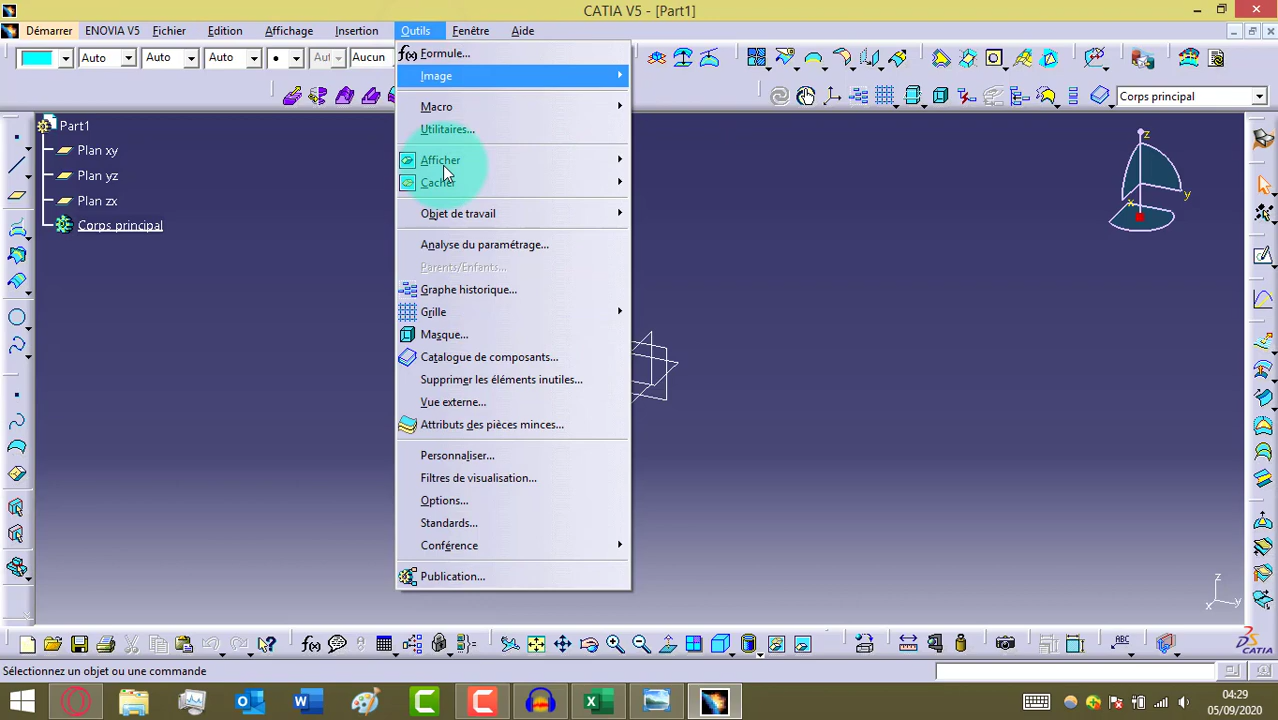 CATIA V5 - [Part1]
Démarrer ENOVIA V5 Fichier Edition Affichage Insertion Outils Fenêtre Aide
Auto Auto Auto Aut Aucun
Corps principal
Part1
Plan xy
Plan yz
Plan zx
Corps principal
f(x) Formule...
Image
Macro
Utilitaires...
Afficher
Cacher
Objet de travail
Analyse du paramétrage...
Parents/Enfants...
Graphe historique...
Grille
Masque...
Catalogue de composants...
Supprimer les éléments inutiles...
Vue externe...
Attributs des pièces minces...
Personnaliser...
Filtres de visualisation...
Options...
Standards...
Conférence
Publication...
z
y
x
z
x y
f(x)
ABC
CATIA
Sélectionnez un objet ou une commande
04:29
05/09/2020